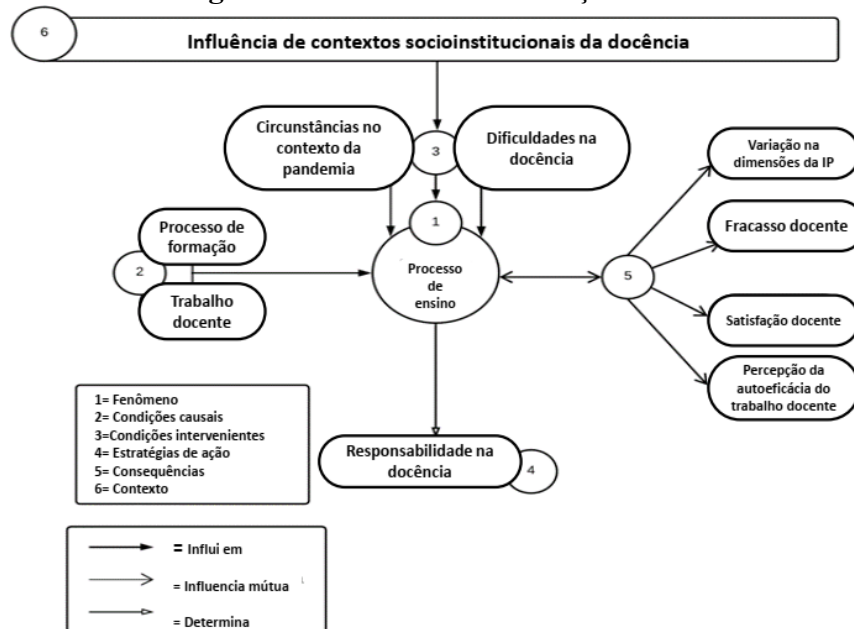 6
Influência de contextos socioinstitucionais da docência
Circunstâncias no
contexto da
pandemia
3
Dificuldades na
docência
Variação na
dimensões da IP
Processo de
formação
1
Fracasso docente
2
Processo
de
ensino
5
Trabalho
docente
Satisfação docente
Percepção da
autoeficácia do
trabalho docente
1= Fenômeno
2= Condições causais
3=Condições intervenientes
4= Estratégias de ação
5= Consequências
6= Contexto
Responsabilidade na
docência
4
= Influi em
= Influencia mútua
= Determina